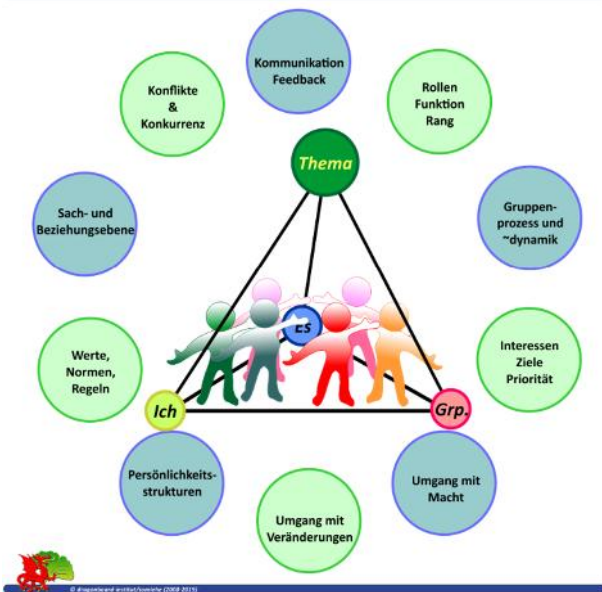 Kommunikation
Feedback
Konflikte
&
Konkurrenz
Rollen
Funktion
Rang
Thema
Sach- und
Beziehungsebene
Gruppen-
prozess und
~dynamik
Es
Werte,
Normen,
Regeln
Interessen
Ziele
Priorität
Ich
Grp.
Persönlichkeits-
strukturen
Umgang mit
Macht
Umgang mit
Veränderungen